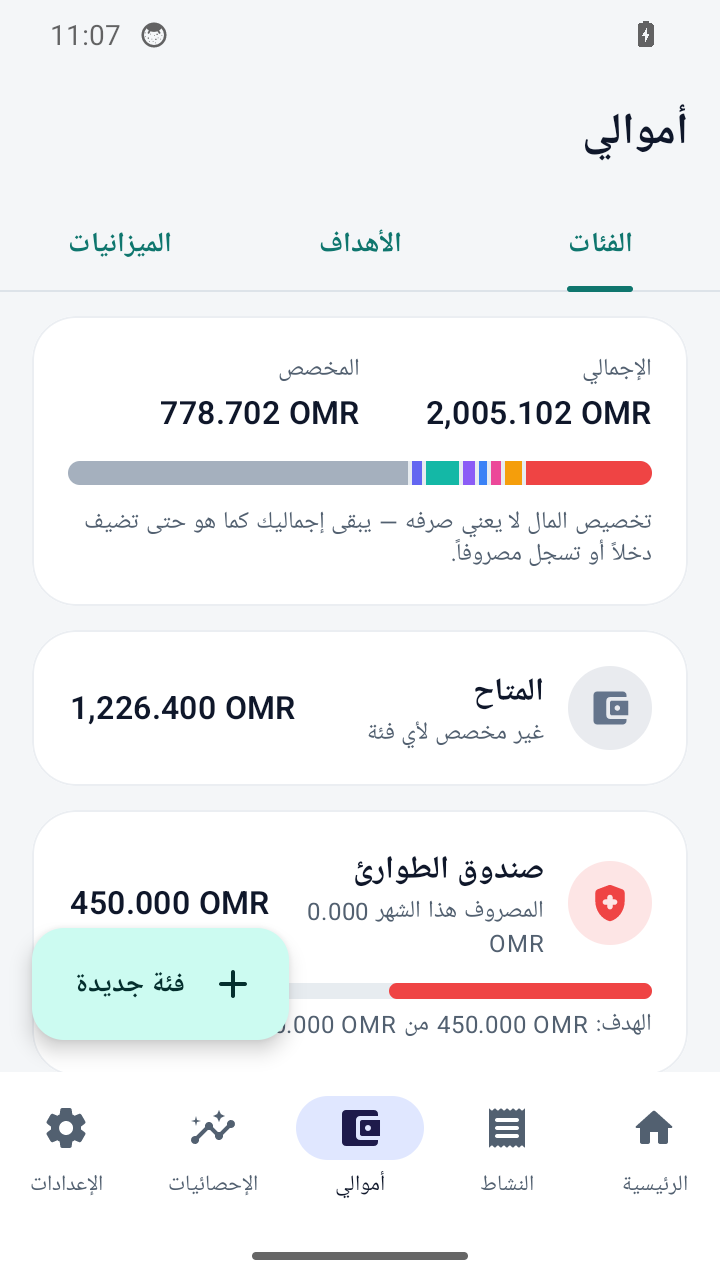 11:07
أموالي
الفئات
الأهداف
الميزانيات
الإجمالي
المخصص
2,005.102 OMR
778.702 OMR
تخصيص المال لا يعني صرفه – يبقى إجماليك كما هو حتى تضيف
دخلاً أو تسجل مصروفاً.
المتاح
غير مخصص لأي فئة
1,226.400 OMR
صندوق الطوارئ
المصروف هذا الشهر 0.000
OMR
450.000 OMR
الهدف: 450.000 OMR من .000 OMR
فئة جديدة
الرئيسية
النشاط
أموالي
الإحصائيات
الإعدادات